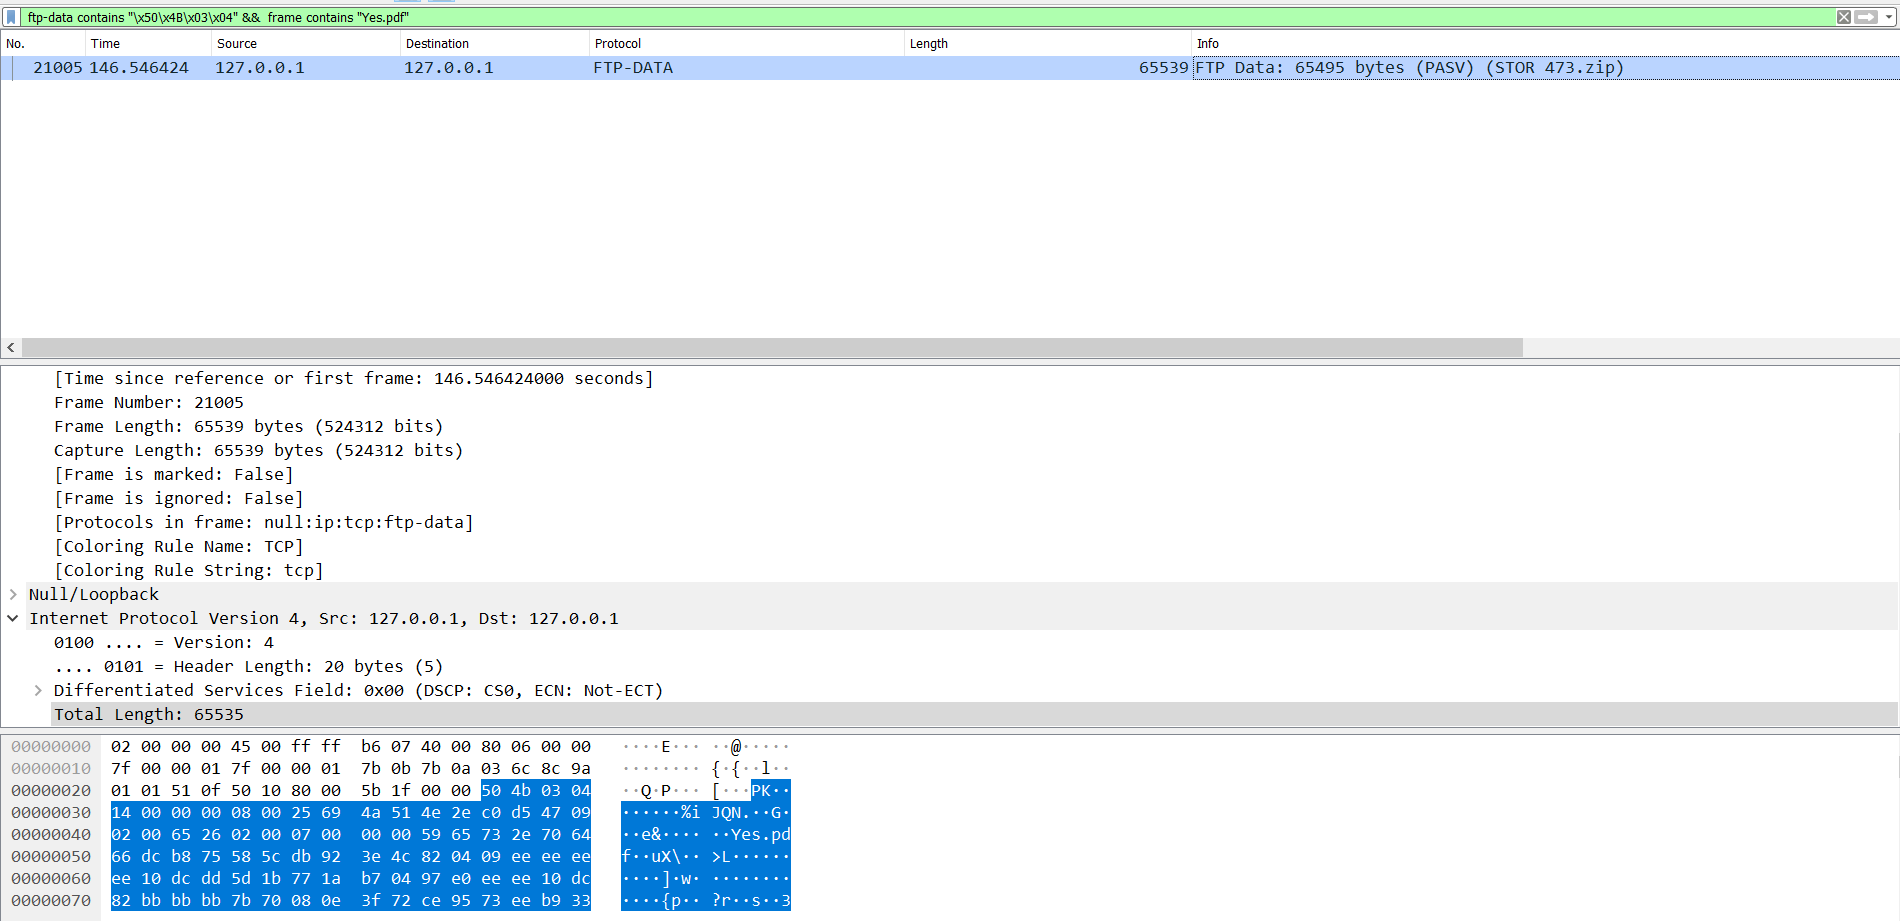 ftp-data contains "\x50\x4B\x03\x04" && frame contains "Yes.pdf"
No. Time Source Destination Protocol Length Info
21005 146.546424 127.0.0.1 127.0.0.1 FTP-DATA 65539 FTP Data: 65495 bytes (PASV) (STOR 473.zip)
[Time since reference or first frame: 146.546424000 seconds]
Frame Number: 21005
Frame Length: 65539 bytes (524312 bits)
Capture Length: 65539 bytes (524312 bits)
[Frame is marked: False]
[Frame is ignored: False]
[Protocols in frame: null:ip:tcp:ftp-data]
[Coloring Rule Name: TCP]
[Coloring Rule String: tcp]
Null/Loopback
Internet Protocol Version 4, Src: 127.0.0.1, Dst: 127.0.0.1
0100 .... = Version: 4
.... 0101 = Header Length: 20 bytes (5)
Differentiated Services Field: 0x00 (DSCP: CS0, ECN: Not-ECT)
Total Length: 65535
00000000 02 00 00 00 45 00 ff ff b6 07 40 00 80 06 00 00 ····E··· ··@·····
00000010 7f 00 00 01 7f 00 00 01 7b 0b 7b 0a 03 6c 8c 9a ········ {·{··l··
00000020 01 01 51 0f 50 10 80 00 5b 1f 00 00 50 4b 03 04 ··Q·P··· [···PK··
00000030 14 00 00 00 08 00 25 69 4a 51 4e 2e c0 d5 47 09 ······%i JQN.··G·
00000040 02 00 65 26 02 00 07 00 00 00 59 65 73 2e 70 64 ··e&···· ··Yes.pd
00000050 66 dc b8 75 58 5c db 92 3e 4c 82 04 09 ee ee ee f··uX\·· >L······
00000060 ee 10 dc dd 5d 1b 77 1a b7 04 97 e0 ee ee 10 dc ····]·w· ········
00000070 82 bb bb bb 7b 70 08 0e 3f 72 ce 95 73 ee b9 33 ····{p·· ?r··s··3